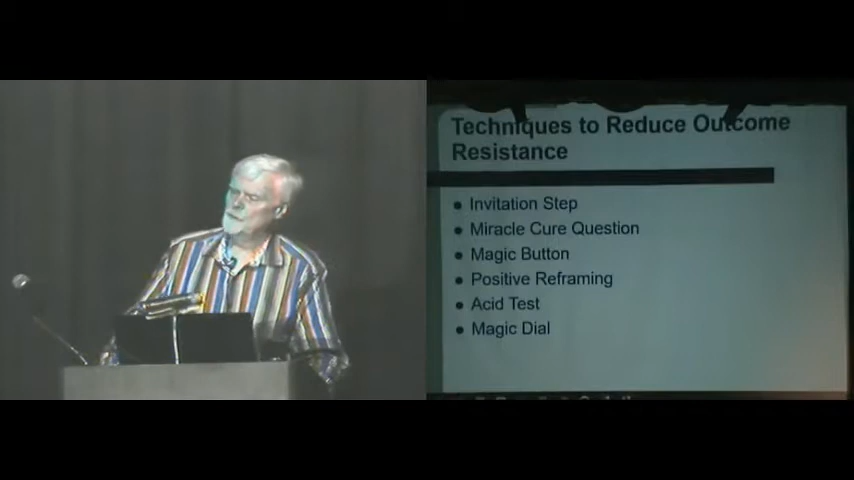 Techniques to Reduce Outcome
Resistance
Invitation Step
Miracle Cure Question
Magic Button
Positive Reframing
Acid Test
Magic Dial